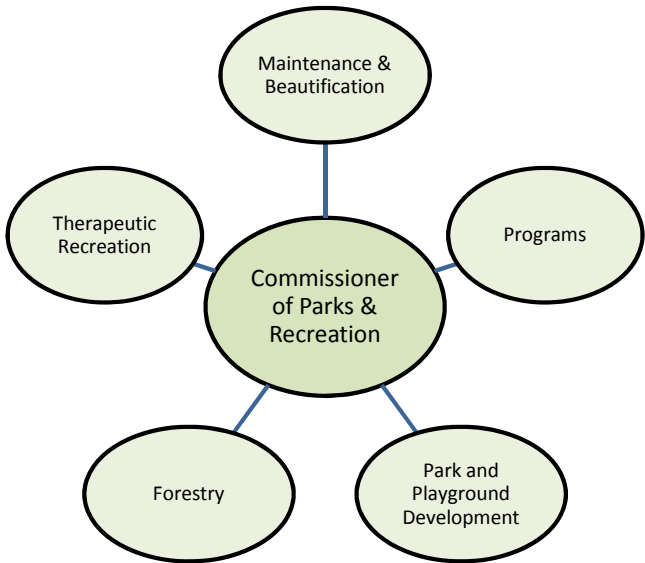 Maintenance &
Beautification
Therapeutic
Recreation
Programs
Commissioner
of Parks &
Recreation
Forestry
Park and
Playground
Development